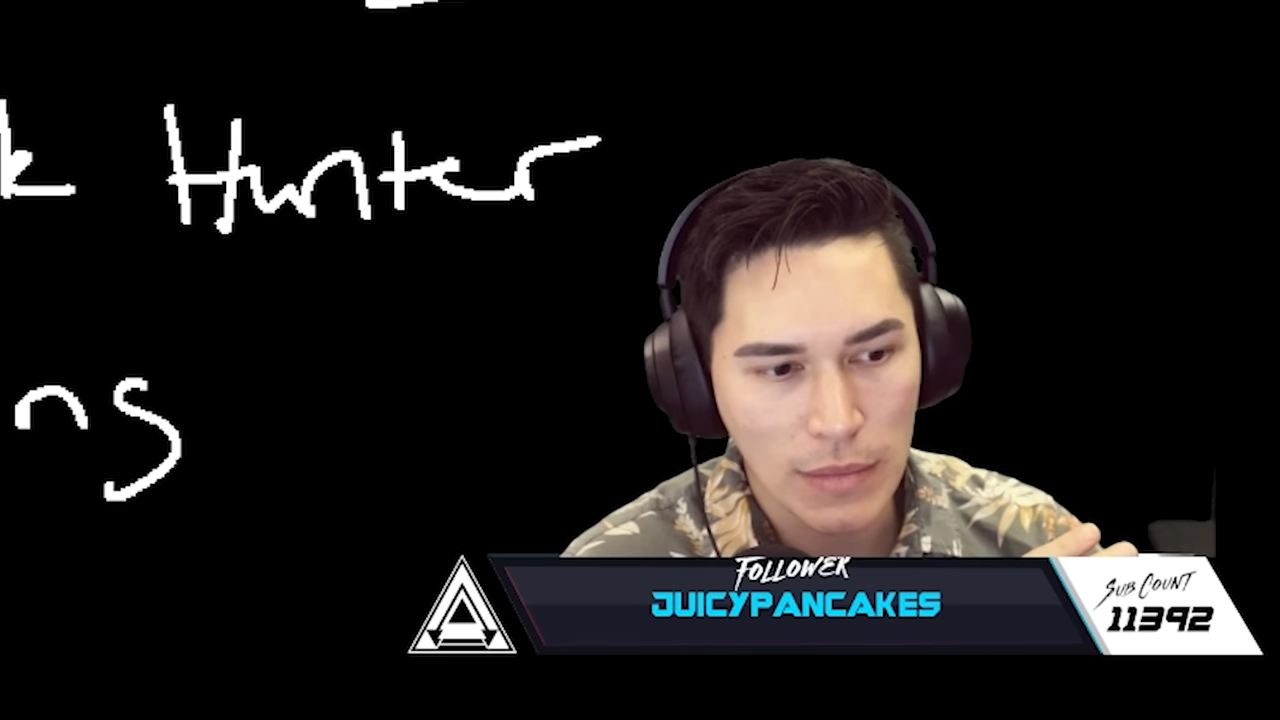 k Hunter
ns
FOLLOWER
JUICYPANCAKES
SUB COUNT
11392